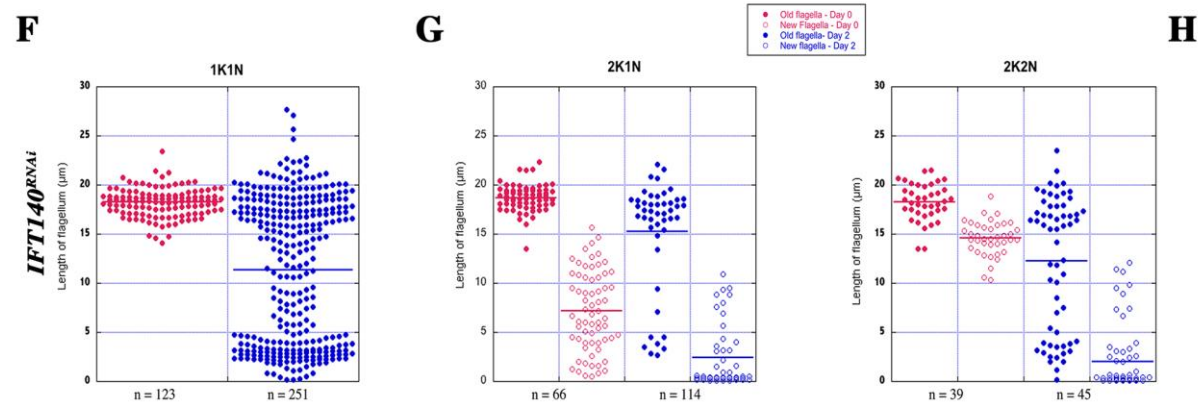 F
G
H
Old flagella - Day 0
New Flagella - Day 0
Old flagella- Day 2
New flagella - Day 2
1K1N
2K1N
2K2N
IFT140RNAi
Length of flagellum (µm)
30
25
20
15
10
5
0
n = 123
n = 251
Length of flagellum (µm)
30
25
20
15
10
5
0
n = 66
n = 114
Length of flagellum (µm)
30
25
20
15
10
5
0
n = 39
n = 45